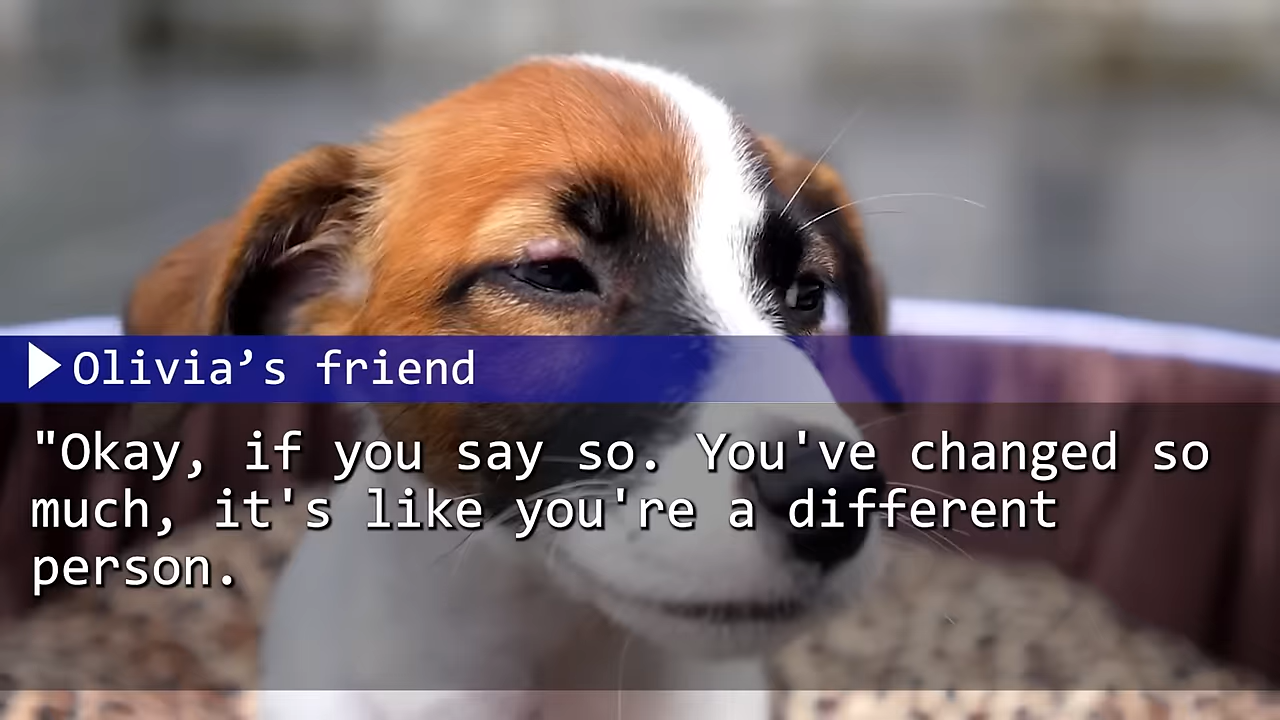 Olivia’s friend
"Okay, if you say so. You've changed so
much, it's like you're a different
person.